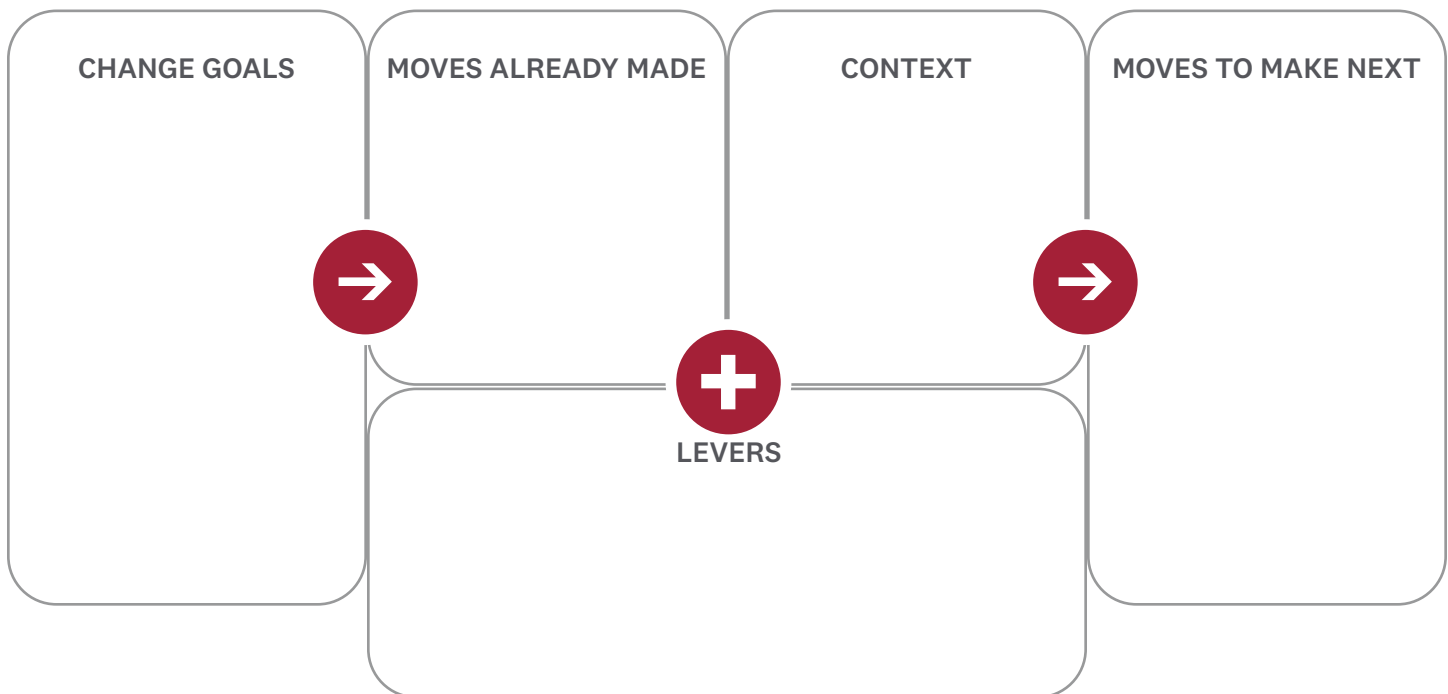 CHANGE GOALS
MOVES ALREADY MADE
CONTEXT
MOVES TO MAKE NEXT
LEVERS